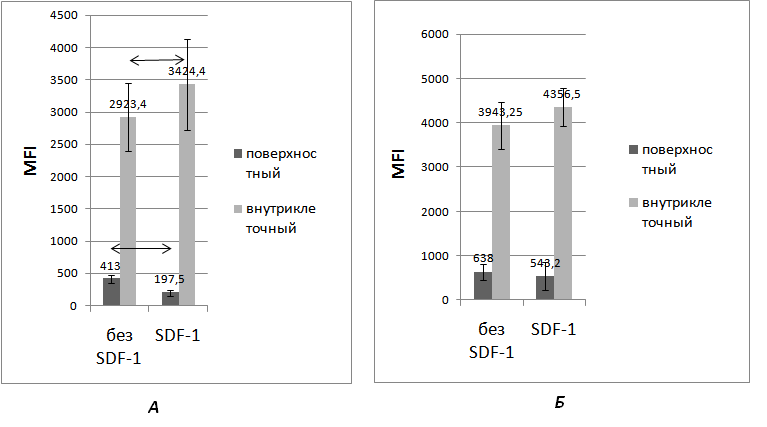 4500
4000
3500
3000
2500
2000
1500
1000
500
0
MFI
2923,4
3424,4
413
197,5
без
SDF-1
SDF-1
поверхнос
тный
внутрикле
точный
А
6000
5000
4000
3000
2000
1000
0
MFI
3943,25
4356,5
638
543,2
без
SDF-1
SDF-1
поверхнос
тный
внутрикле
точный
Б